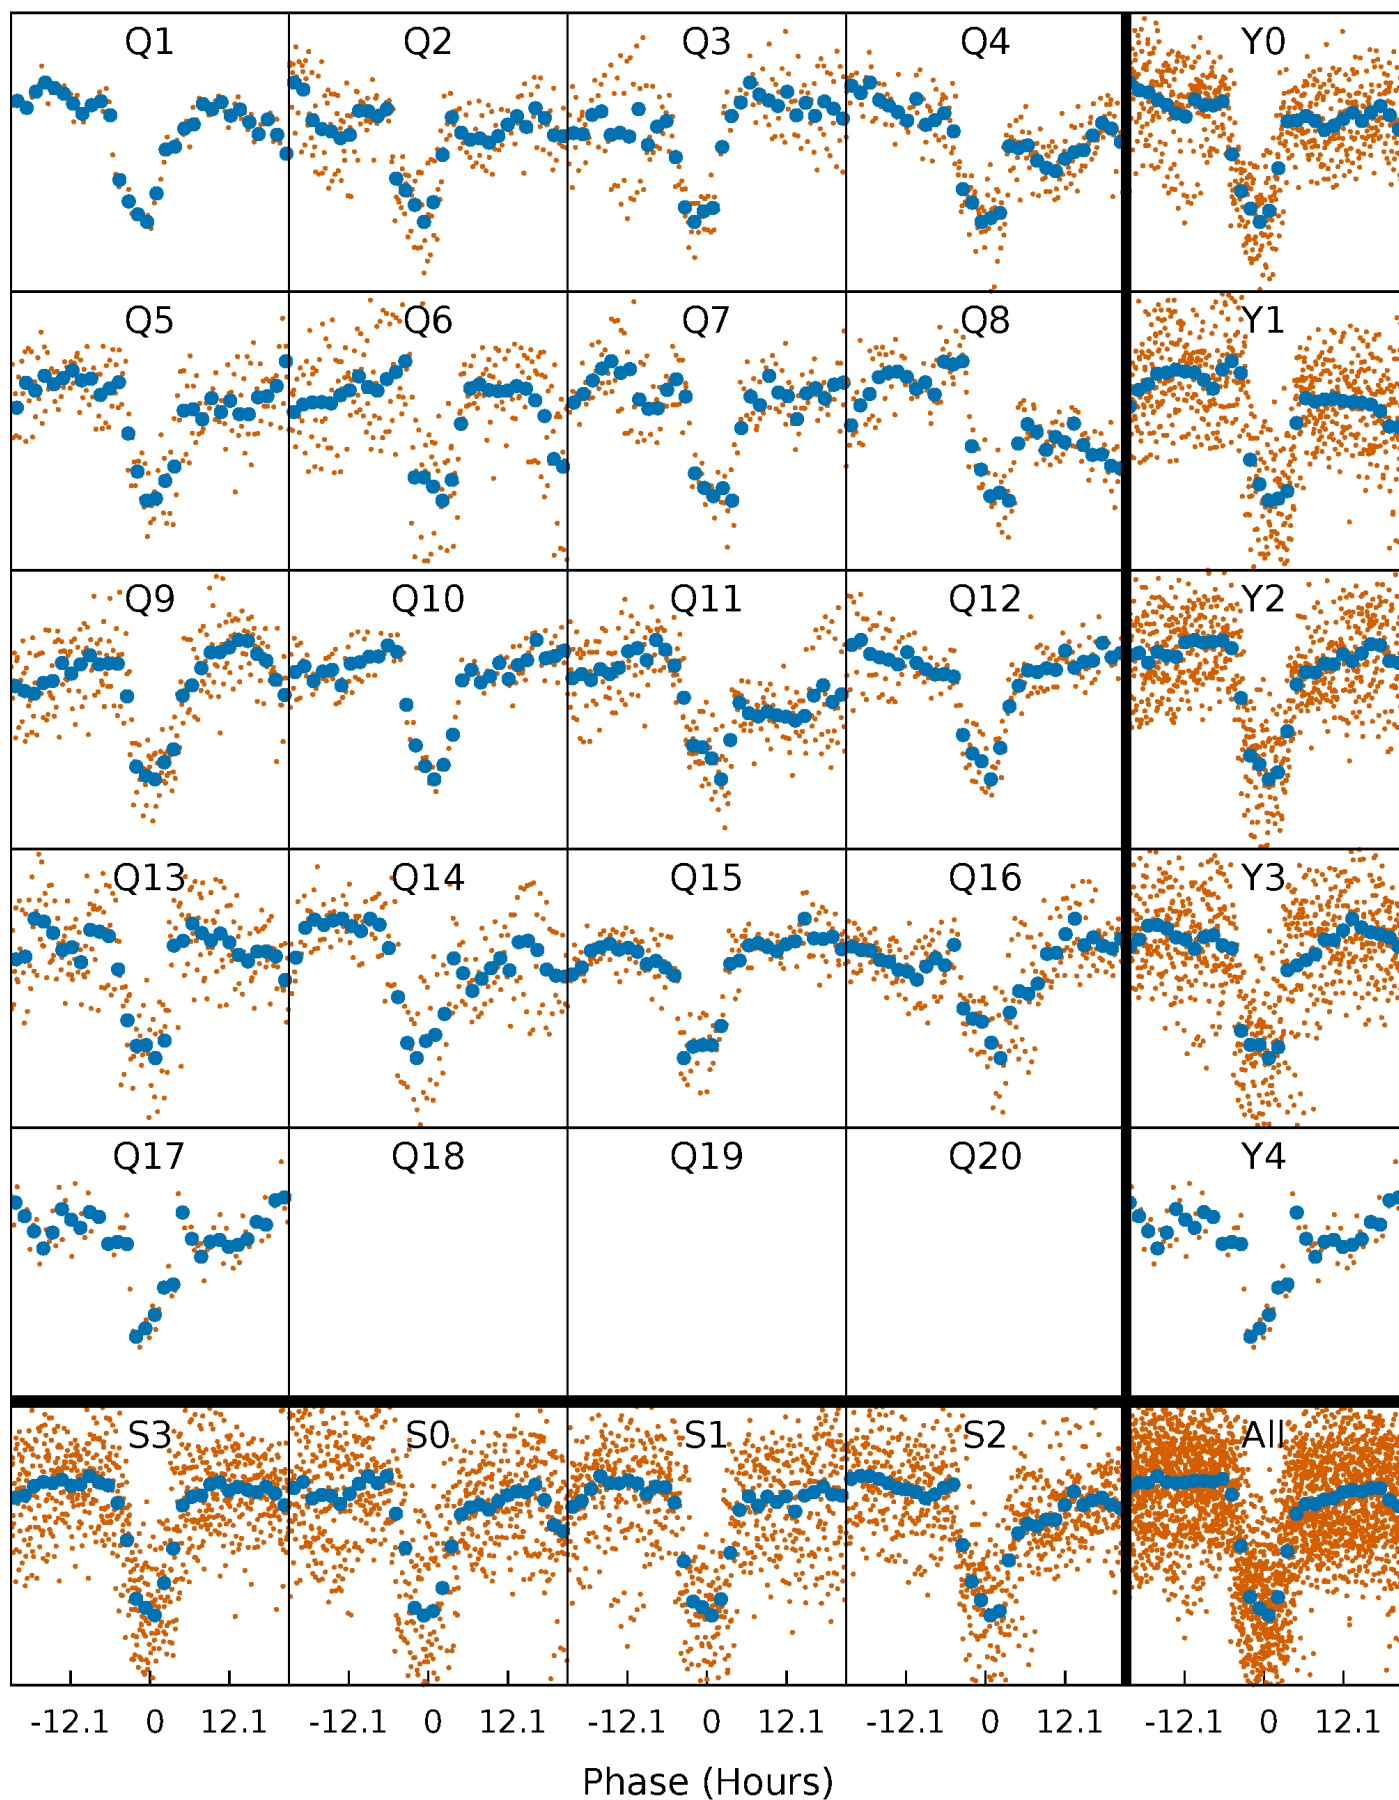 Q1 Q2 Q3 Q4 Y0
Q5 Q6 Q7 Q8 Y1
Q9 Q10 Q11 Q12 Y2
Q13 Q14 Q15 Q16 Y3
Q17 Q18 Q19 Q20 Y4
S3 S0 S1 S2 All
-12.1 0 12.1 -12.1 0 12.1 -12.1 0 12.1 -12.1 0 12.1 -12.1 0 12.1
Phase (Hours)